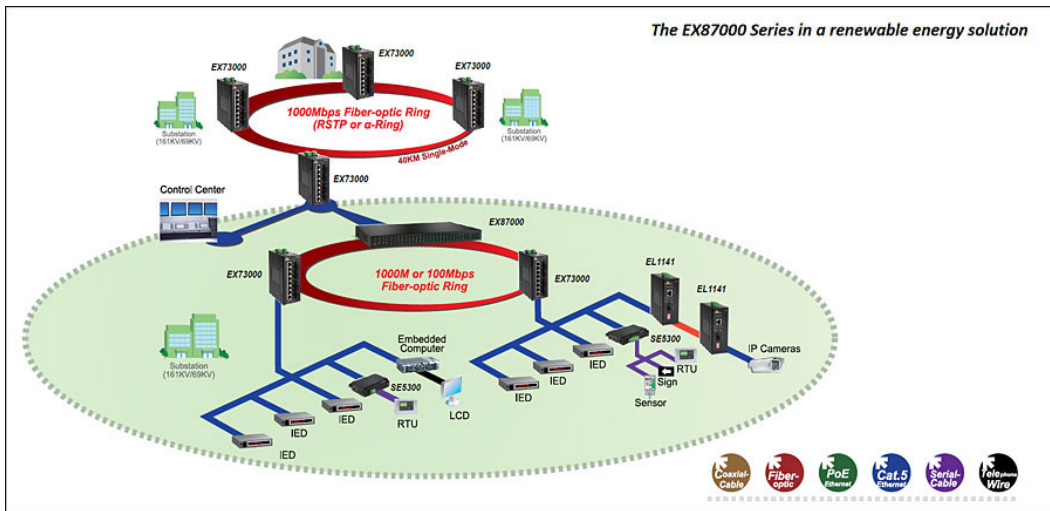 The EX87000 Series in a renewable energy solution
EX73000
EX73000
EX73000
1000Mbps Fiber-optic Ring
(RSTP or α-Ring)
Substation
(161KV/69KV)
Substation
(161KV/69KV)
40KM Single-Mode
EX73000
Control Center
EX87000
EX73000
EX73000
1000M or 100Mbps
Fiber-optic Ring
EL1141
EL1141
Substation
(161KV/69KV)
Embedded
Computer
SE5300
IP Cameras
RTU
Sign
Sensor
IED
IED
IED
SE5300
LCD
RTU
IED
IED
IED
Coaxial-
Cable
Fiber-
optic
PoE
Ethernet
Cat.5
Ethernet
Serial-
Cable
Telephone
Wire